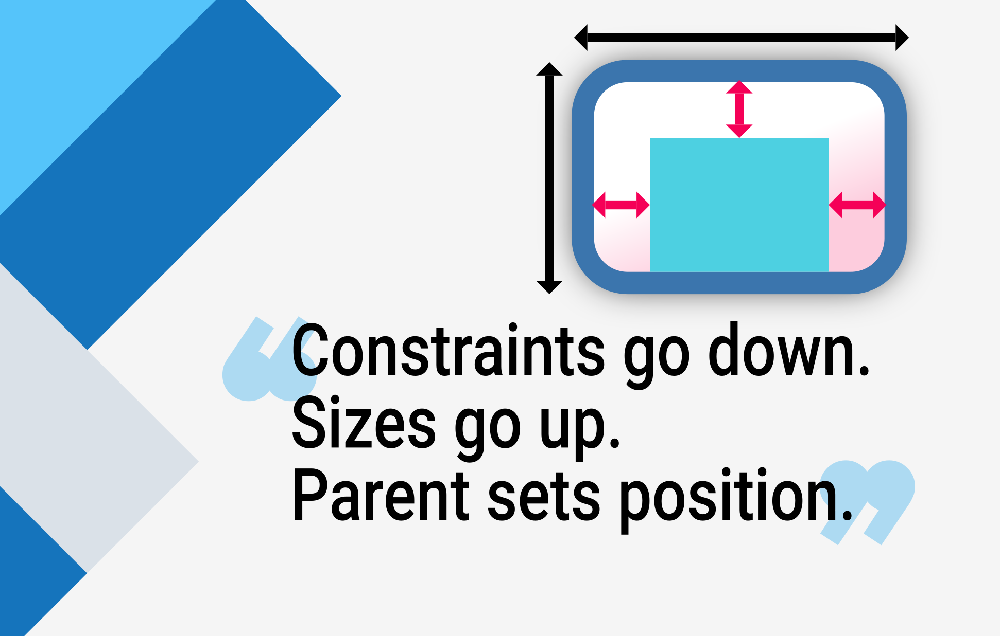 “Constraints go down.
Sizes go up.
Parent sets position.”